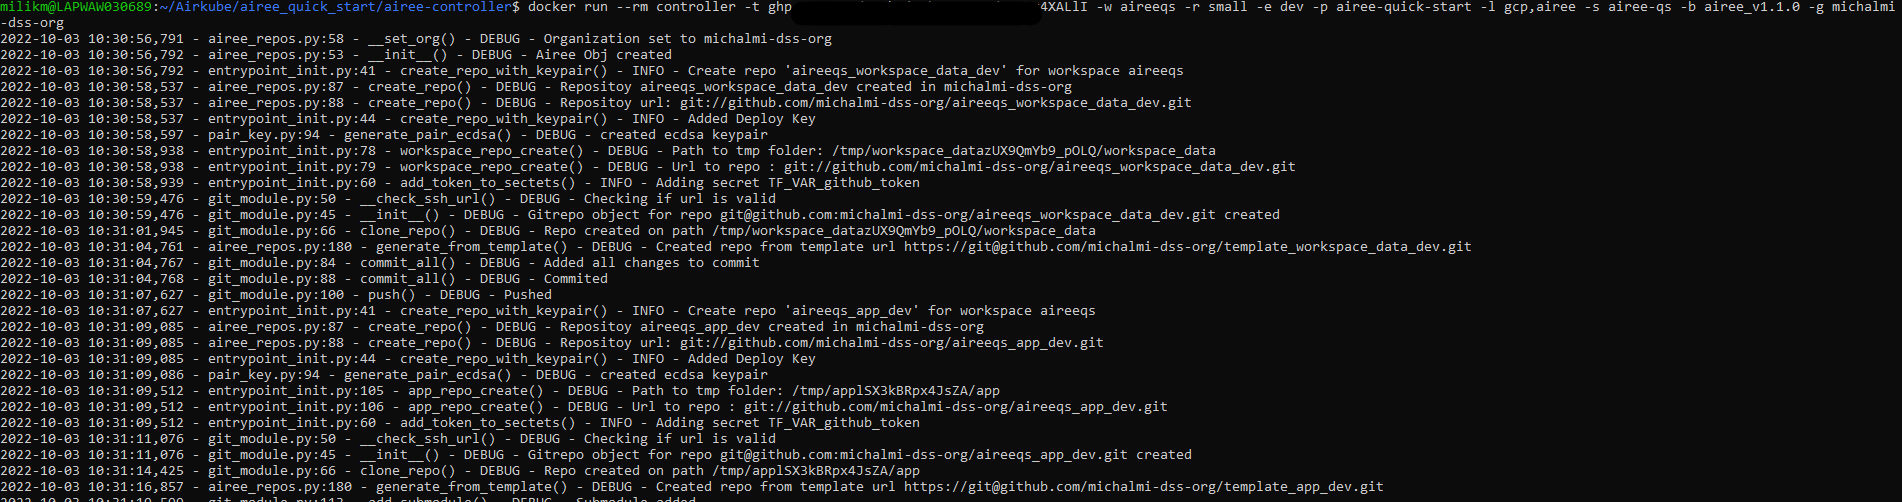 milikm@LAPWAW030689:~/Airkube/airee_quick_start/airee-controller$ docker run --rm controller -t ghp 4XALlI -w aireeqs -r small -e dev -p airee-quick-start -l gcp,airee -s airee-qs -b airee_v1.1.0 -g michalmi
-dss-org
2022-10-03 10:30:56,791 - airee_repos.py:58 - __set_org() - DEBUG - Organization set to michalmi-dss-org
2022-10-03 10:30:56,792 - airee_repos.py:53 - __init__() - DEBUG - Airee Obj created
2022-10-03 10:30:56,792 - entrypoint_init.py:41 - create_repo_with_keypair() - INFO - Create repo 'aireeqs_workspace_data_dev' for workspace aireeqs
2022-10-03 10:30:58,537 - airee_repos.py:87 - create_repo() - DEBUG - Repositoy aireeqs_workspace_data_dev created in michalmi-dss-org
2022-10-03 10:30:58,537 - airee_repos.py:88 - create_repo() - DEBUG - Repositoy url: git://github.com/michalmi-dss-org/aireeqs_workspace_data_dev.git
2022-10-03 10:30:58,537 - entrypoint_init.py:44 - create_repo_with_keypair() - INFO - Added Deploy Key
2022-10-03 10:30:58,597 - pair_key.py:94 - generate_pair_ecdsa() - DEBUG - created ecdsa keypair
2022-10-03 10:30:58,938 - entrypoint_init.py:78 - workspace_repo_create() - DEBUG - Path to tmp folder: /tmp/workspace_datazUX9QmYb9_pOLQ/workspace_data
2022-10-03 10:30:58,938 - entrypoint_init.py:79 - workspace_repo_create() - DEBUG - Url to repo : git://github.com/michalmi-dss-org/aireeqs_workspace_data_dev.git
2022-10-03 10:30:58,939 - entrypoint_init.py:60 - add_token_to_sectets() - INFO - Adding secret TF_VAR_github_token
2022-10-03 10:30:59,476 - git_module.py:50 - __check_ssh_url() - DEBUG - Checking if url is valid
2022-10-03 10:30:59,476 - git_module.py:45 - __init__() - DEBUG - Gitrepo object for repo git@github.com:michalmi-dss-org/aireeqs_workspace_data_dev.git created
2022-10-03 10:31:01,945 - git_module.py:66 - clone_repo() - DEBUG - Repo created on path /tmp/workspace_datazUX9QmYb9_pOLQ/workspace_data
2022-10-03 10:31:04,761 - airee_repos.py:180 - generate_from_template() - DEBUG - Created repo from template url https://git@github.com/michalmi-dss-org/template_workspace_data_dev.git
2022-10-03 10:31:04,767 - git_module.py:84 - commit_all() - DEBUG - Added all changes to commit
2022-10-03 10:31:04,768 - git_module.py:88 - commit_all() - DEBUG - Commited
2022-10-03 10:31:07,627 - git_module.py:100 - push() - DEBUG - Pushed
2022-10-03 10:31:07,627 - entrypoint_init.py:41 - create_repo_with_keypair() - INFO - Create repo 'aireeqs_app_dev' for workspace aireeqs
2022-10-03 10:31:09,085 - airee_repos.py:87 - create_repo() - DEBUG - Repositoy aireeqs_app_dev created in michalmi-dss-org
2022-10-03 10:31:09,085 - airee_repos.py:88 - create_repo() - DEBUG - Repositoy url: git://github.com/michalmi-dss-org/aireeqs_app_dev.git
2022-10-03 10:31:09,085 - entrypoint_init.py:44 - create_repo_with_keypair() - INFO - Added Deploy Key
2022-10-03 10:31:09,086 - pair_key.py:94 - generate_pair_ecdsa() - DEBUG - created ecdsa keypair
2022-10-03 10:31:09,512 - entrypoint_init.py:105 - app_repo_create() - DEBUG - Path to tmp folder: /tmp/applSX3kBRpx4JsZA/app
2022-10-03 10:31:09,512 - entrypoint_init.py:106 - app_repo_create() - DEBUG - Url to repo : git://github.com/michalmi-dss-org/aireeqs_app_dev.git
2022-10-03 10:31:09,512 - entrypoint_init.py:60 - add_token_to_sectets() - INFO - Adding secret TF_VAR_github_token
2022-10-03 10:31:11,076 - git_module.py:50 - __check_ssh_url() - DEBUG - Checking if url is valid
2022-10-03 10:31:11,076 - git_module.py:45 - __init__() - DEBUG - Gitrepo object for repo git@github.com:michalmi-dss-org/aireeqs_app_dev.git created
2022-10-03 10:31:14,425 - git_module.py:66 - clone_repo() - DEBUG - Repo created on path /tmp/applSX3kBRpx4JsZA/app
2022-10-03 10:31:16,857 - airee_repos.py:180 - generate_from_template() - DEBUG - Created repo from template url https://git@github.com/michalmi-dss-org/template_app_dev.git